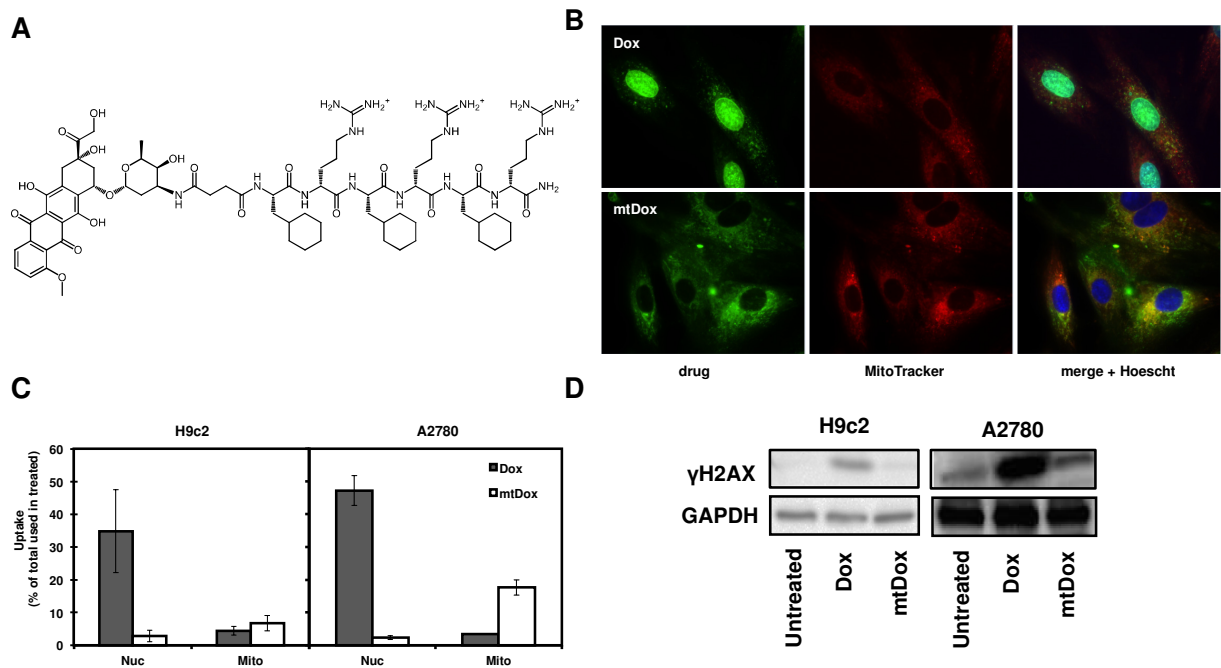 A
OH
O
OH
O
OH
OH
O
OH
O
O
OH
O
OCH
N
H
O
O
H
N
H₂N
NH₂⁺
NH
O
N
H
O
H
N
H₂N
NH₂⁺
NH
O
N
H
O
H
N
H₂N
NH₂⁺
NH
O
N
H
O
NH₂
B
Dox
mtDox
drug
MitoTracker
merge + Hoescht
C
H9c2
A2780
Uptake
(% of total used in treated)
60
50
40
30
20
10
0
Dox
mtDox
Nuc
Mito
Nuc
Mito
D
H9c2
A2780
γH2AX
GAPDH
Untreated
Dox
mtDox
Untreated
Dox
mtDox